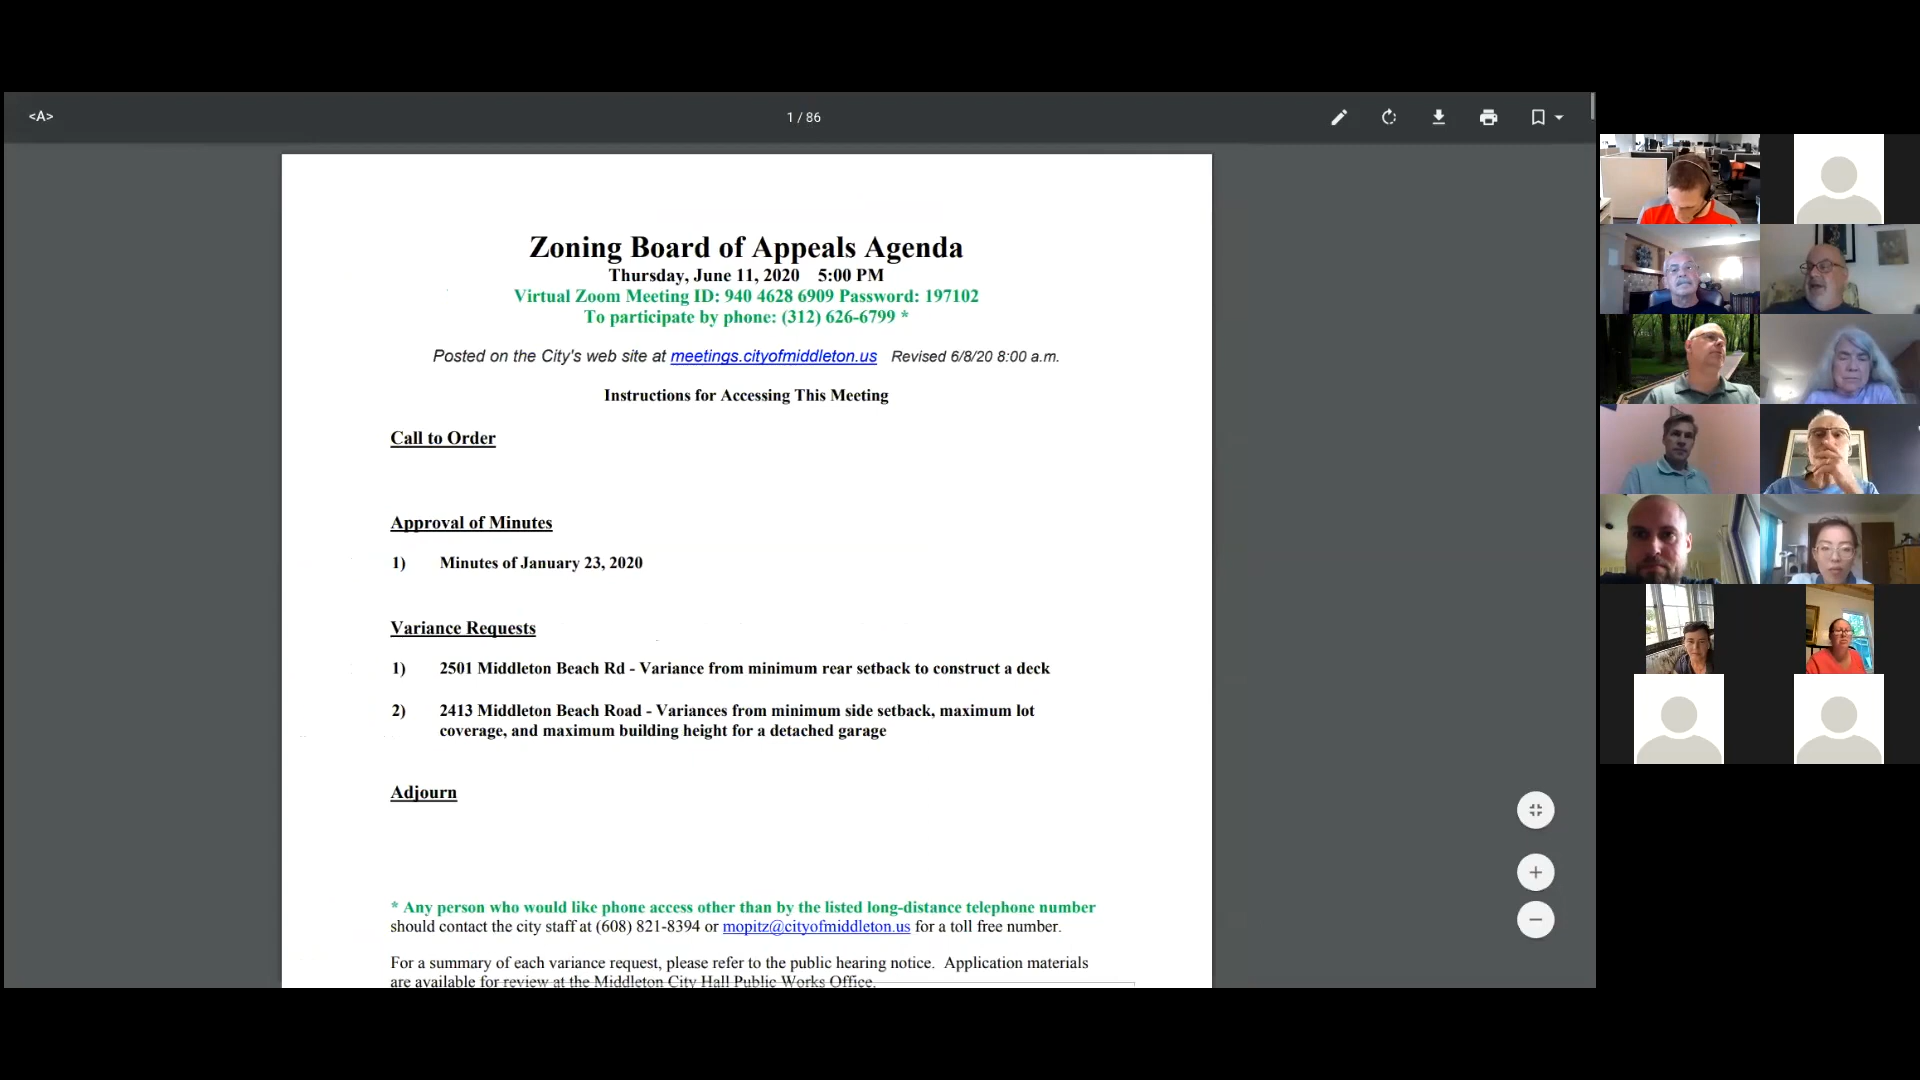 <A>
1 / 86
Zoning Board of Appeals Agenda
Thursday, June 11, 2020 5:00 PM
Virtual Zoom Meeting ID: 940 4628 6909 Password: 197102
To participate by phone: (312) 626-6799 *
Posted on the City's web site at meetings.cityofmiddleton.us Revised 6/8/20 8:00 a.m.
Instructions for Accessing This Meeting
Call to Order
Approval of Minutes
1) Minutes of January 23, 2020
Variance Requests
1) 2501 Middleton Beach Rd - Variance from minimum rear setback to construct a deck
2) 2413 Middleton Beach Road - Variances from minimum side setback, maximum lot
coverage, and maximum building height for a detached garage
Adjourn
* Any person who would like phone access other than by the listed long-distance telephone number
should contact the city staff at (608) 821-8394 or mopitz@cityofmiddleton.us for a toll free number.
For a summary of each variance request, please refer to the public hearing notice. Application materials
are available for review at the Middleton City Hall Public Works Office.